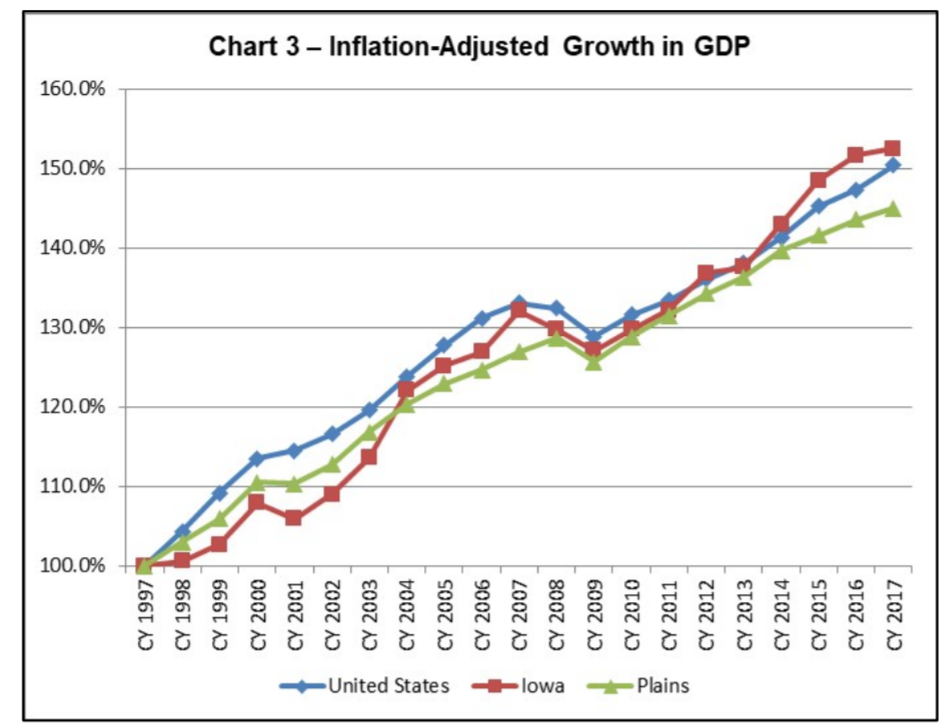 Chart 3 – Inflation-Adjusted Growth in GDP
160.0%
150.0%
140.0%
130.0%
120.0%
110.0%
100.0%
CY 1997
CY 1998
CY 1999
CY 2000
CY 2001
CY 2002
CY 2003
CY 2004
CY 2005
CY 2006
CY 2007
CY 2008
CY 2009
CY 2010
CY 2011
CY 2012
CY 2013
CY 2014
CY 2015
CY 2016
CY 2017
United States Iowa Plains